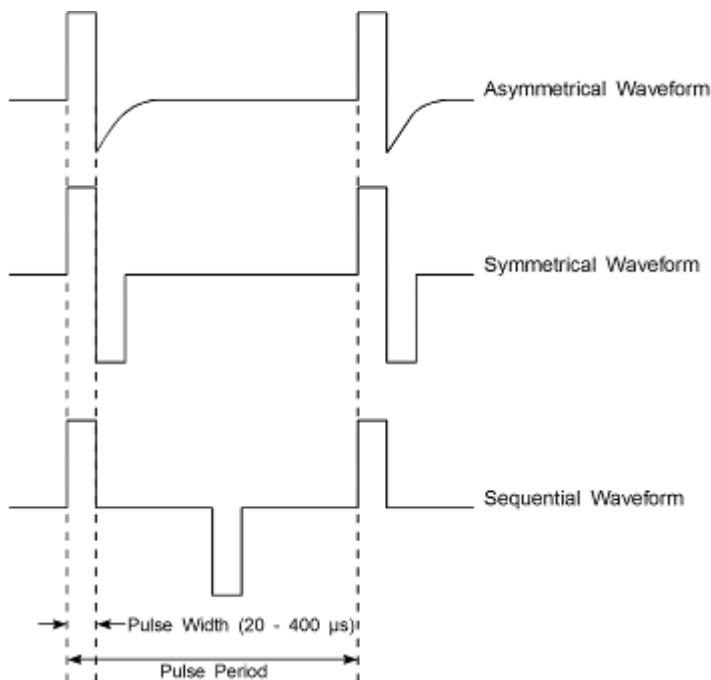 Asymmetrical Waveform
Symmetrical Waveform
Sequential Waveform
Pulse Width (20 - 400 µs)
Pulse Period